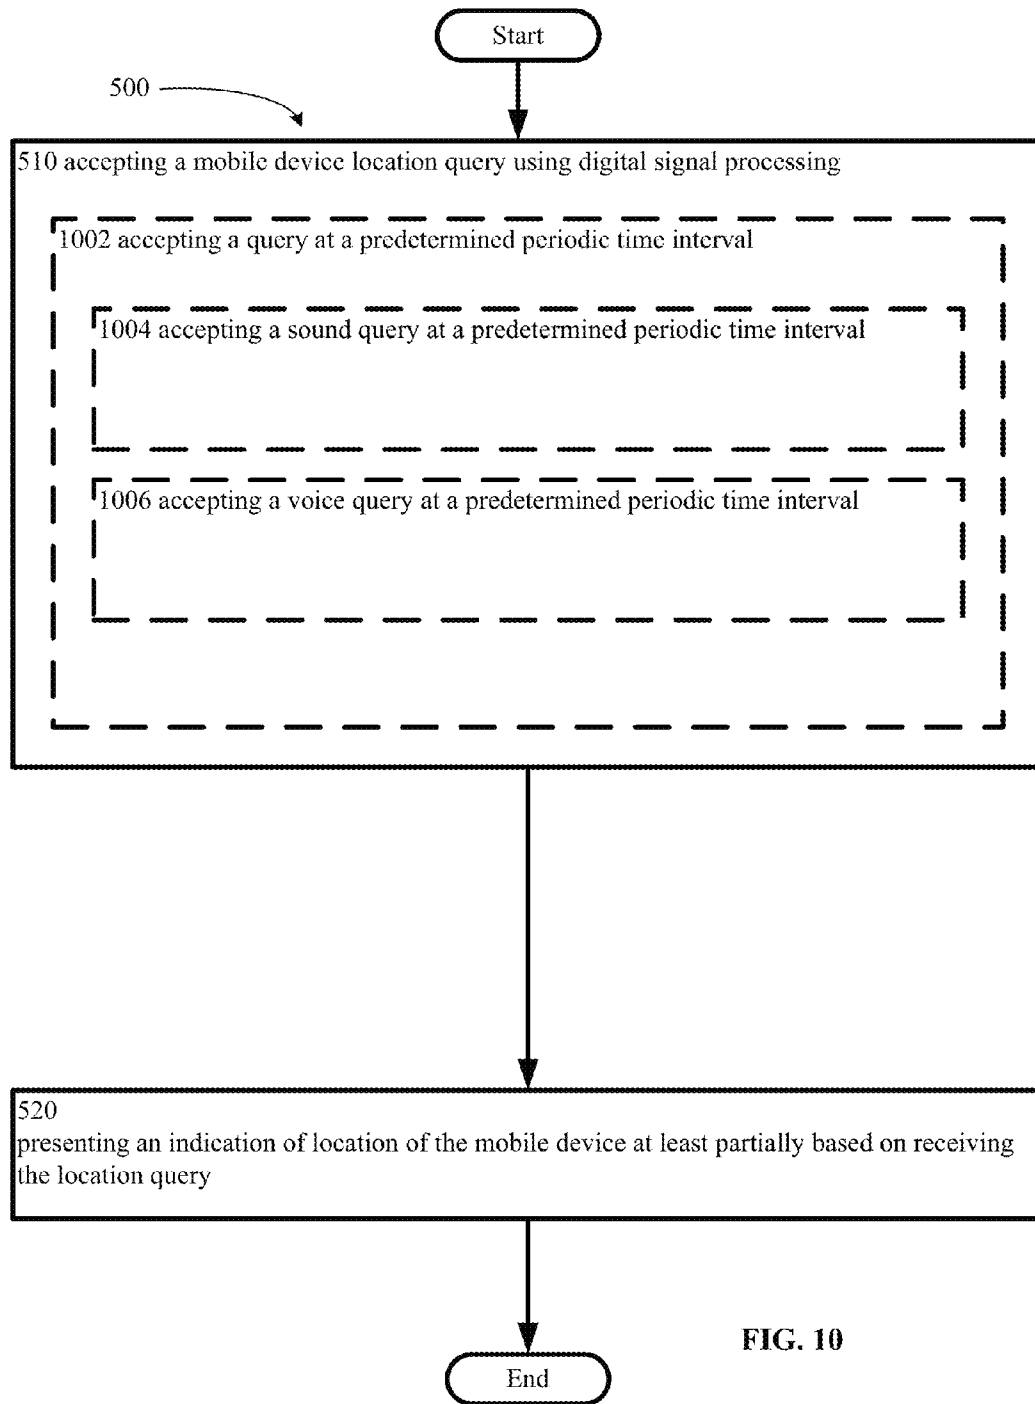 Start
500
510 accepting a mobile device location query using digital signal processing
1002 accepting a query at a predetermined periodic time interval
1004 accepting a sound query at a predetermined periodic time interval
1006 accepting a voice query at a predetermined periodic time interval
520
presenting an indication of location of the mobile device at least partially based on receiving
the location query
FIG. 10
End